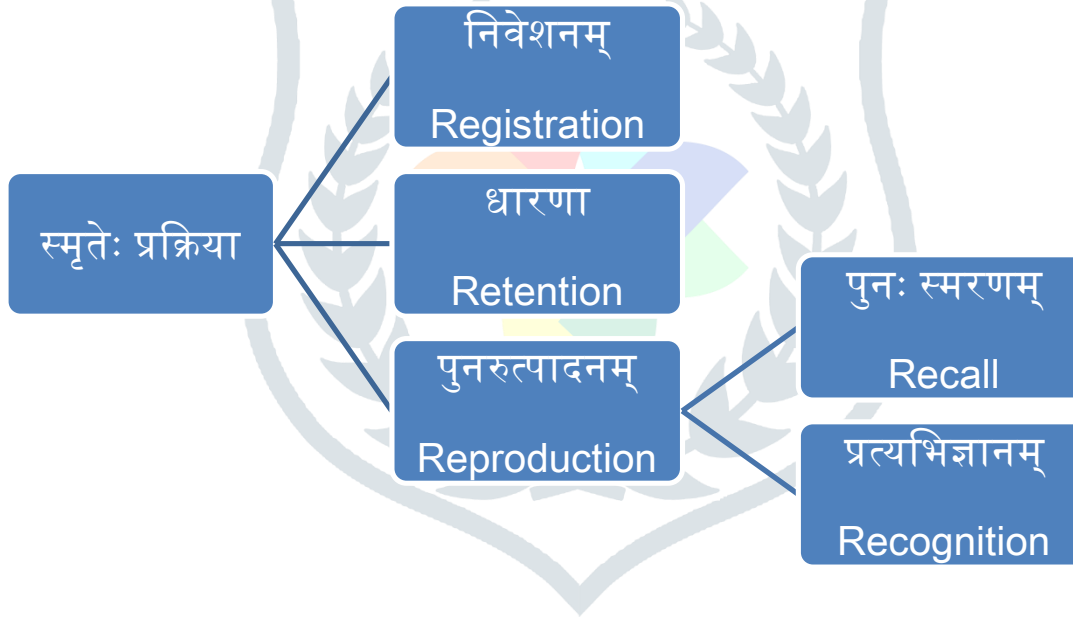 स्मृतेः प्रक्रिया
निवेशनम्
Registration
धारणा
Retention
पुनरुत्पादनम्
Reproduction
पुनः स्मरणम्
Recall
प्रत्यभिज्ञानम्
Recognition